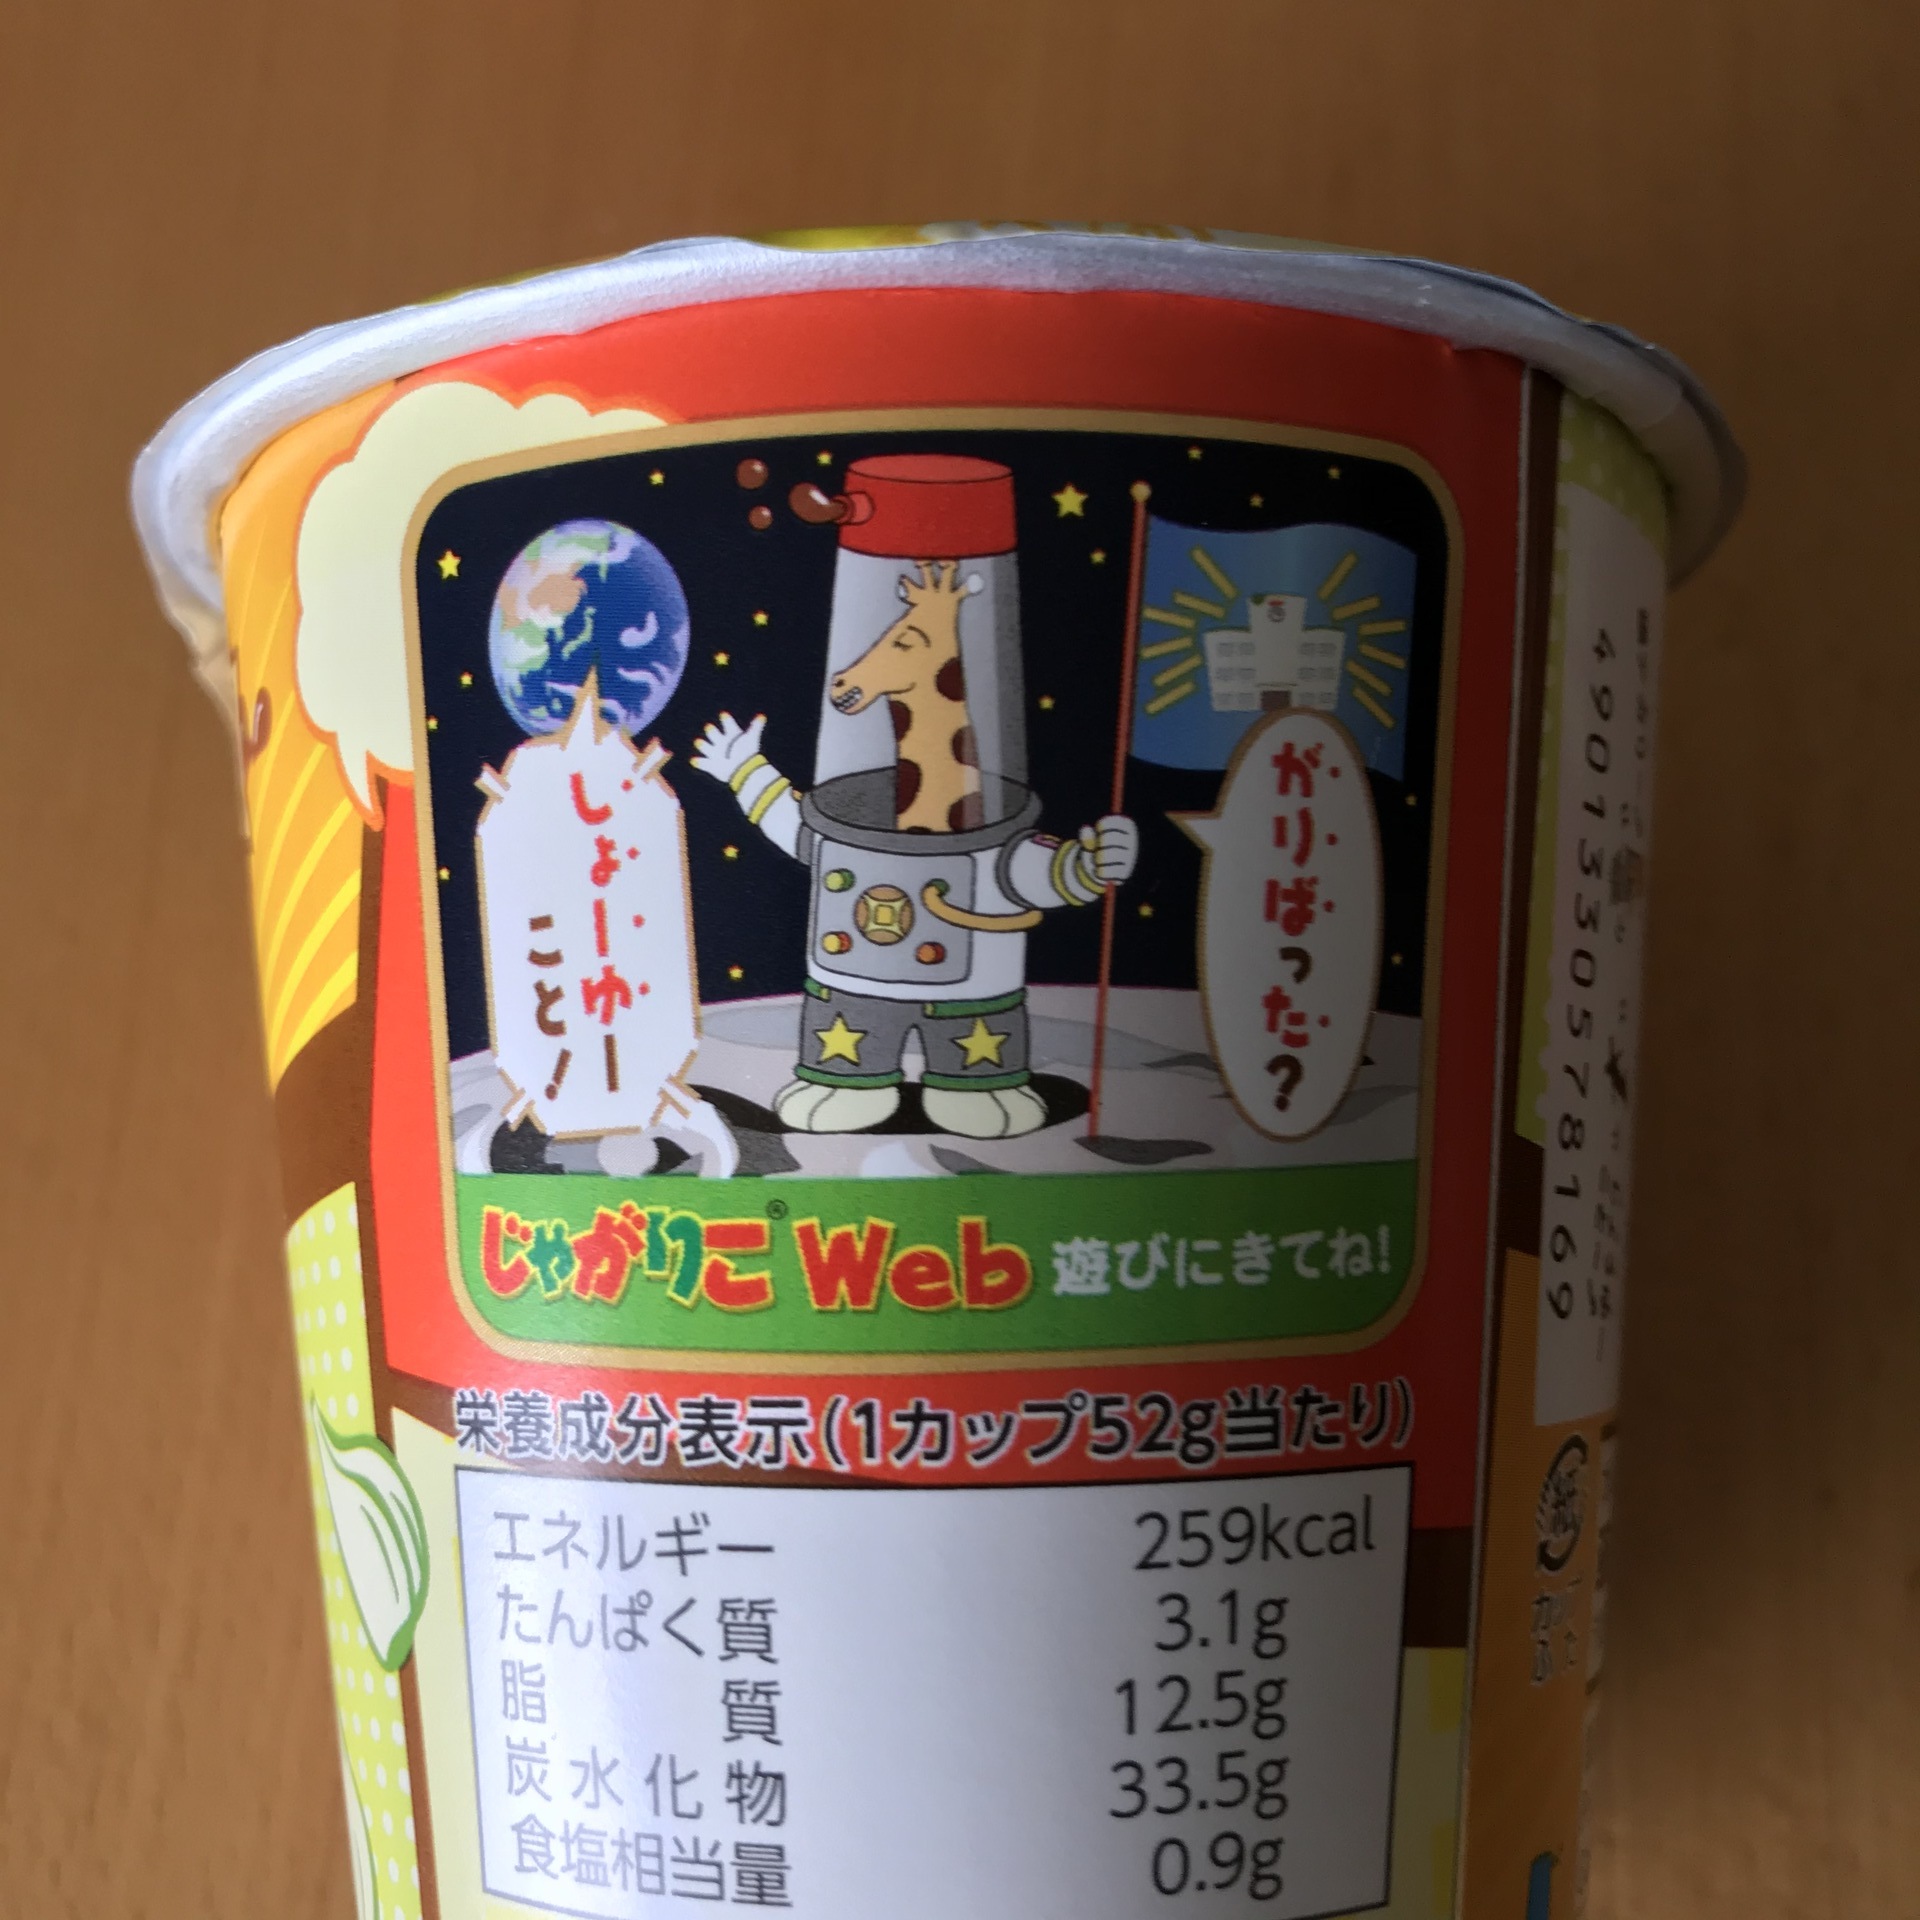 しょーゆー
こと!
がりばった?
じゃがりこ® Web 遊びにきてね!
栄養成分表示(1カップ52g当たり)
エネルギー 259kcal
たんぱく質 3.1g
脂質 12.5g
炭水化物 33.5g
食塩相当量 0.9g
4901330578169
紙